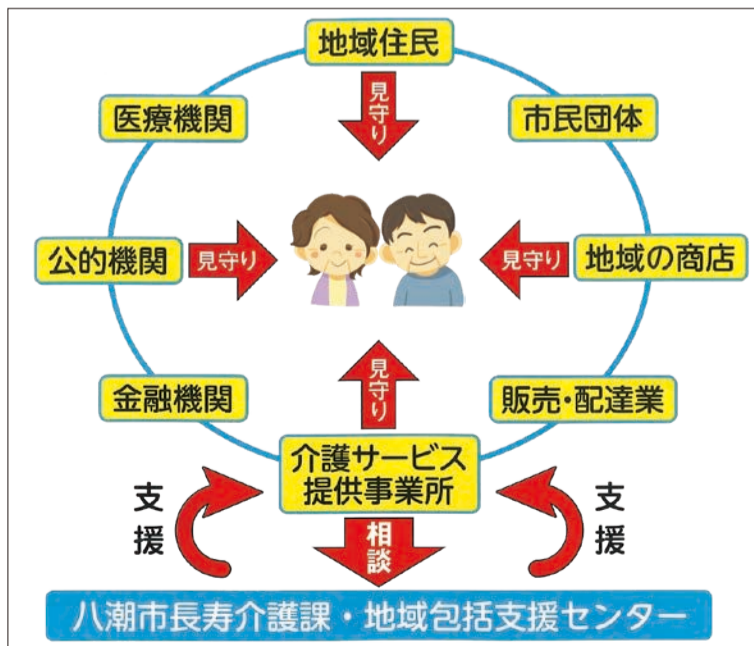 地域住民
見守り
医療機関
市民団体
公的機関
見守り
見守り
地域の商店
見守り
金融機関
販売・配達業
介護サービス
提供事業所
支援
相談
支援
八潮市長寿介護課・地域包括支援センター